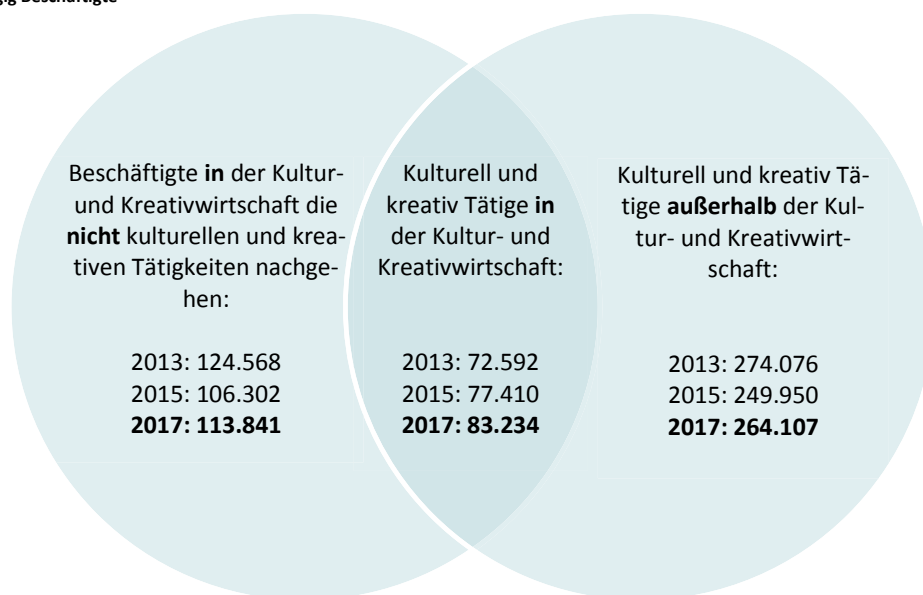 Beschäftigte
Beschäftigte in der Kultur-
und Kreativwirtschaft die
nicht kulturellen und krea-
tiven Tätigkeiten nachge-
hen:
2013: 124.568
2015: 106.302
2017: 113.841
Kulturell und
kreativ Tätige in
der Kultur- und
Kreativwirtschaft:
2013: 72.592
2015: 77.410
2017: 83.234
Kulturell und kreativ Tä-
tige außerhalb der Kul-
tur- und Kreativwirt-
schaft:
2013: 274.076
2015: 249.950
2017: 264.107